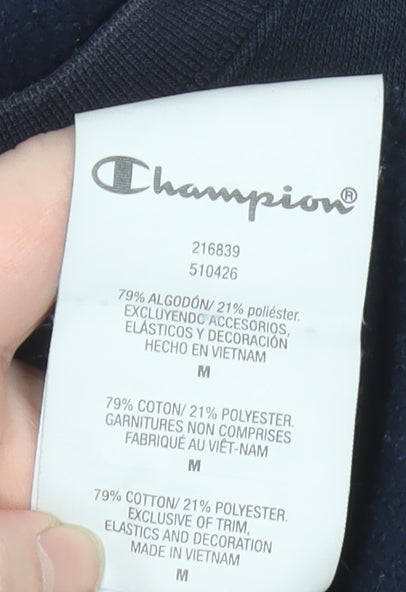 Champion®
216839
510426
79% ALGODÓN/ 21% poliéster.
EXCLUYENDO ACCESORIOS,
ELÁSTICOS Y DECORACIÓN
HECHO EN VIETNAM
M
79% COTON/ 21% POLYESTER.
GARNITURES NON COMPRISES
FABRIQUÉ AU VIÊT-NAM
M
79% COTTON/ 21% POLYESTER.
EXCLUSIVE OF TRIM,
ELASTICS AND DECORATION
MADE IN VIETNAM
M